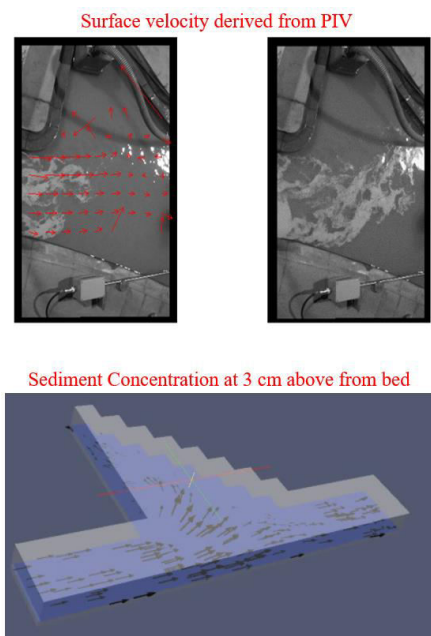 Surface velocity derived from PIV
Sediment Concentration at 3 cm above from bed